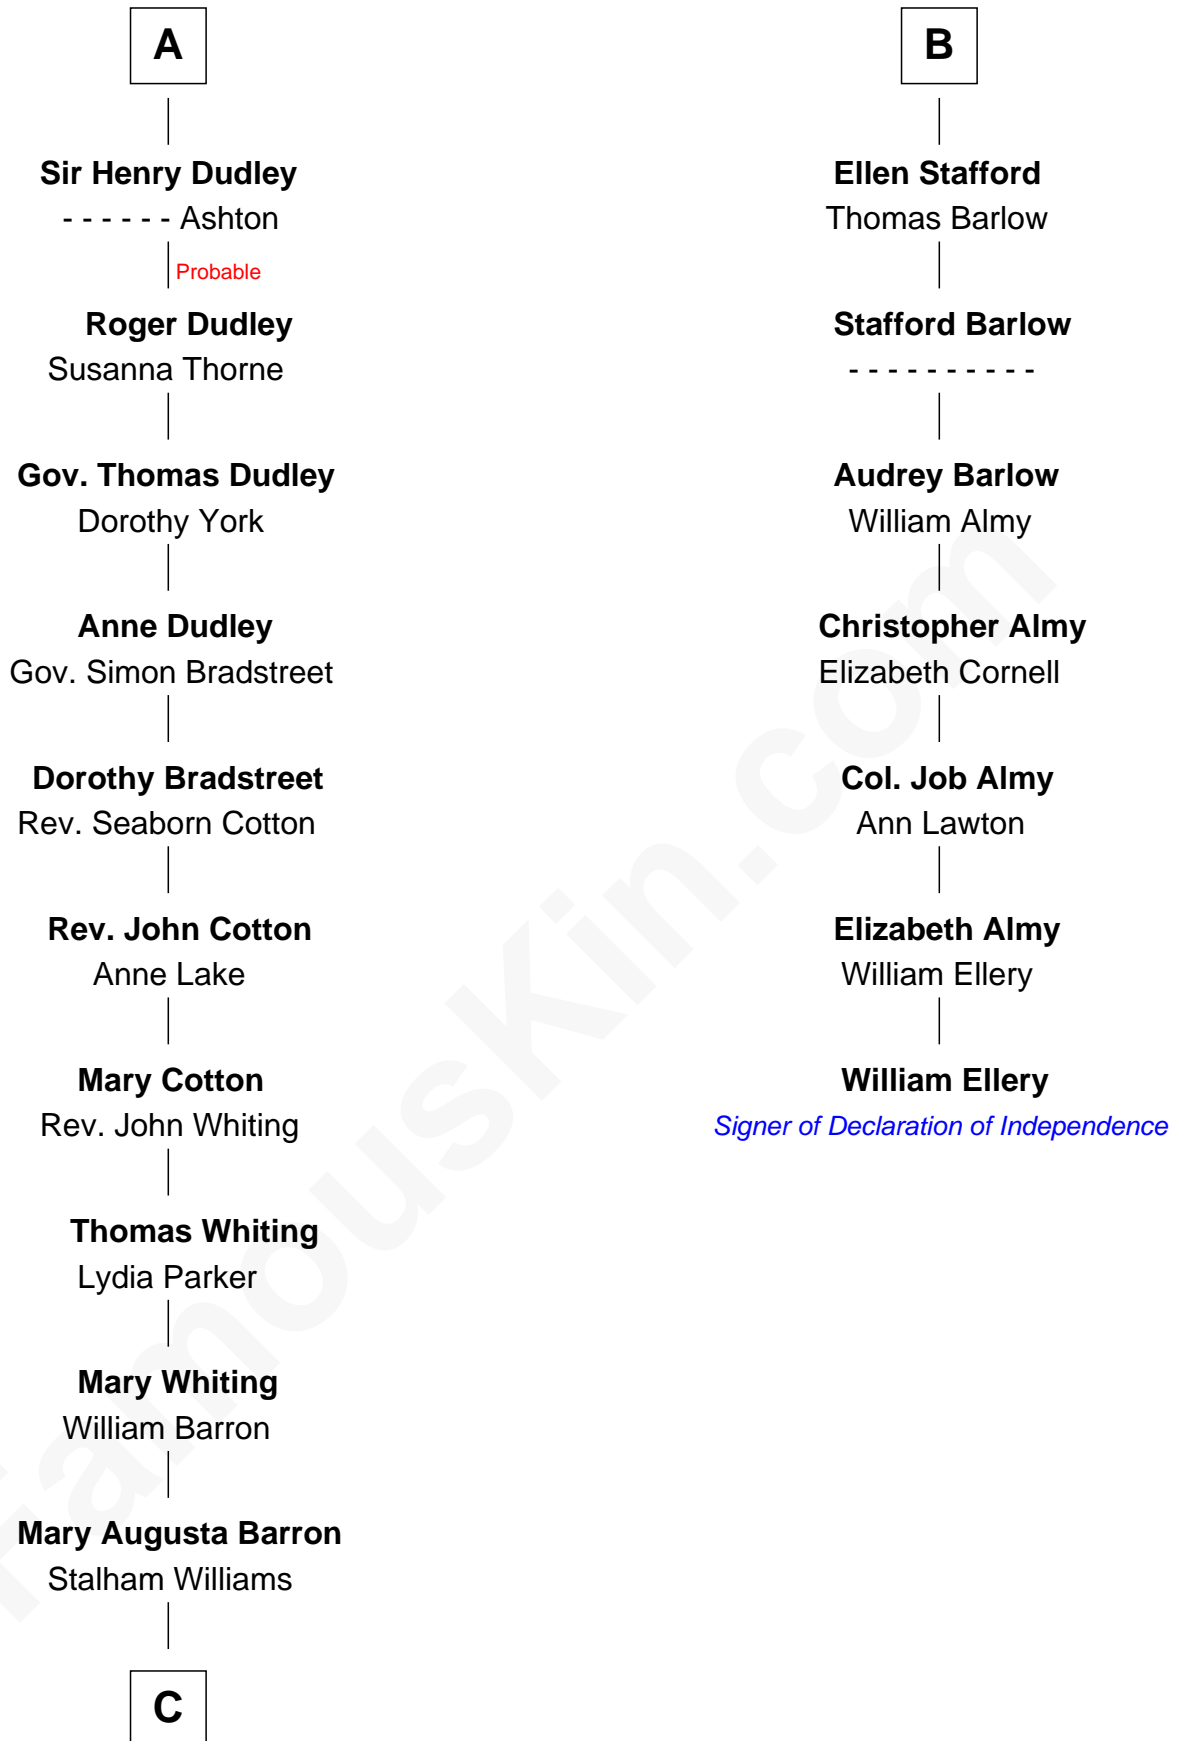 A
Sir Henry Dudley
- - - - - - Ashton
Probable
Roger Dudley
Susanna Thorne
Gov. Thomas Dudley
Dorothy York
Anne Dudley
Gov. Simon Bradstreet
Dorothy Bradstreet
Rev. Seaborn Cotton
Rev. John Cotton
Anne Lake
Mary Cotton
Rev. John Whiting
Thomas Whiting
Lydia Parker
Mary Whiting
William Barron
Mary Augusta Barron
Stalham Williams
C
B
Ellen Stafford
Thomas Barlow
Stafford Barlow
- - - - - - - - - -
Audrey Barlow
William Almy
Christopher Almy
Elizabeth Cornell
Col. Job Almy
Ann Lawton
Elizabeth Almy
William Ellery
William Ellery
Signer of Declaration of Independence
FamousKin.com